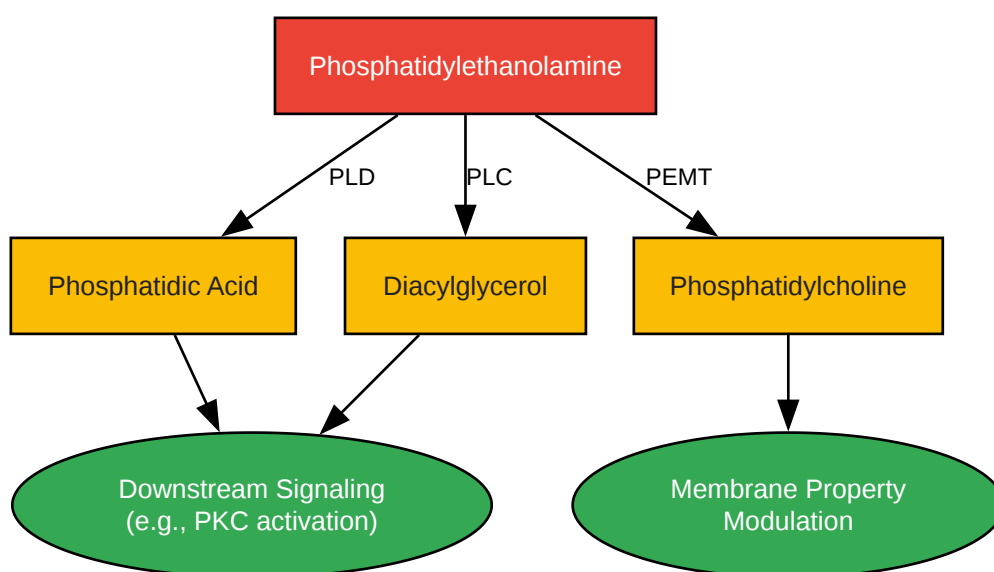 Phosphatidylethanolamine
PLD
PLC
PEMT
Phosphatidic Acid
Diacylglycerol
Phosphatidylcholine
Downstream Signaling
(e.g., PKC activation)
Membrane Property
Modulation